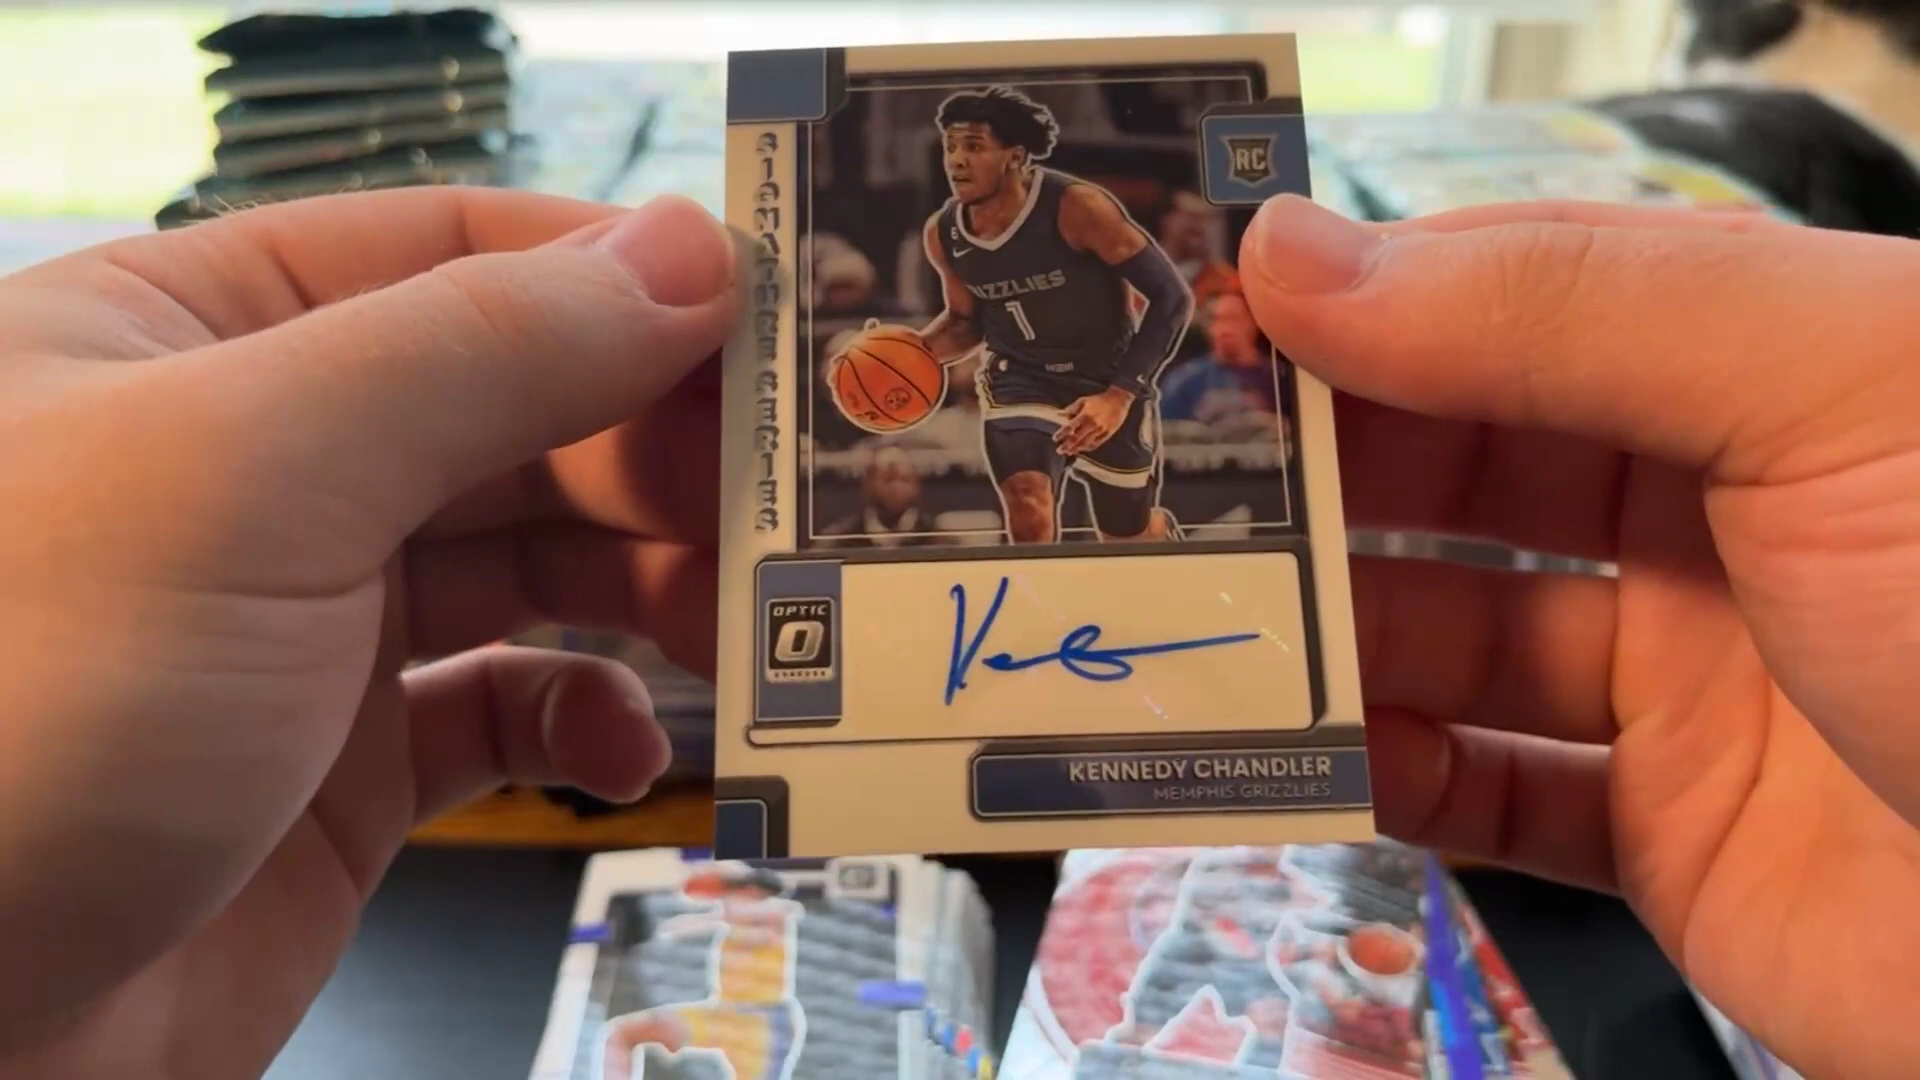 SIGNATURE SERIES
RC
GRIZZLIES
1
OPTIC
KENNEDY CHANDLER
MEMPHIS GRIZZLIES